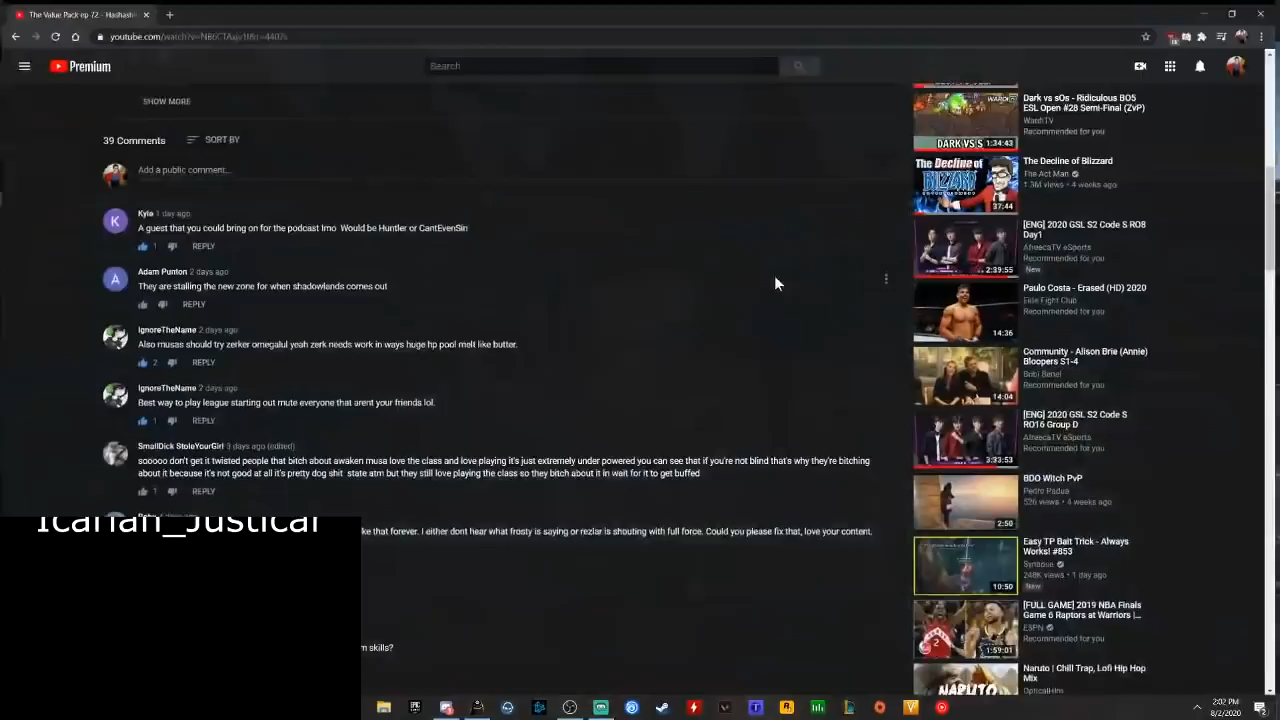 The Value Pack ep 72 -
youtube.com/watch?v=
Premium
Search
SHOW MORE
39 Comments
SORT BY
Add a public comment...
K
Kyle 1 day ago
A guest that you could bring on for the podcast Imo Would be Huntler or CantEvenSin
1
REPLY
A
Adam Punton 2 days ago
They are stalling the new zone for when shadowlands comes out
REPLY
IgnoreTheName 2 days ago
Also musas should try zerker omegalul yeah zerk needs work in ways huge hp pool melt like butter.
2
REPLY
IgnoreTheName 2 days ago
Best way to play league starting out mute everyone that arent your friends lol.
1
REPLY
SmallDick StoleYourGirl 3 days ago (edited)
sooooo don't get it twisted people that bitch about awaken musa love the class and love playing it's just extremely under powered you can see that if you're not blind that's why they're bitching
about it because it's not good at all it's pretty dog shit state atm but they still love playing the class so they bitch about it in wait for it to get buffed
1
REPLY
Icarian_Justicar
ke that forever. I either dont hear what frosty is saying or rezlar is shouting with full force. Could you please fix that, love your content.
skills?
DARK VS S
1:34:43
Dark vs sOs - Ridiculous BO5
ESL Open #28 Semi-Final (ZvP)
WardiTV
Recommended for you
The Decline of
BLIZZARD
37:44
The Decline of Blizzard
The Act Man
1.3M views • 4 weeks ago
2:39:55
[ENG] 2020 GSL S2 Code S RO8
Day1
AfreecaTV eSports
Recommended for you
New
14:36
Paulo Costa - Erased (HD) 2020
Elite Fight Club
Recommended for you
14:04
Community - Alison Brie (Annie)
Bloopers S1-4
Recommended for you
3:33:53
[ENG] 2020 GSL S2 Code S
RO16 Group D
AfreecaTV eSports
Recommended for you
2:50
BDO Witch PvP
Pedro Padua
526 views • 4 weeks ago
10:50
Easy TP Bait Trick - Always
Works! #853
Synapse
248K views • 1 day ago
New
1:59:01
[FULL GAME] 2019 NBA Finals
Game 6 Raptors at Warriors |...
ESPN
Recommended for you
NARUTO
Naruto | Chill Trap, Lofi Hip Hop
Mix
2:02 PM
8/2/2020